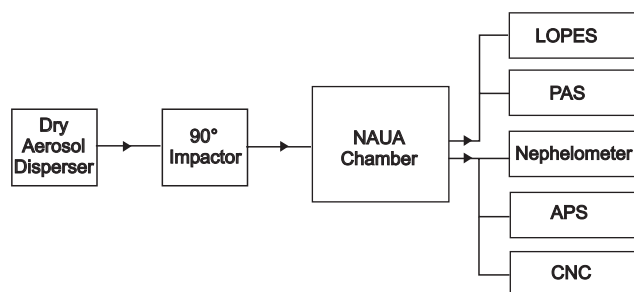 Dry
Aerosol
Disperser
90°
Impactor
NAUA
Chamber
LOPES
PAS
Nephelometer
APS
CNC